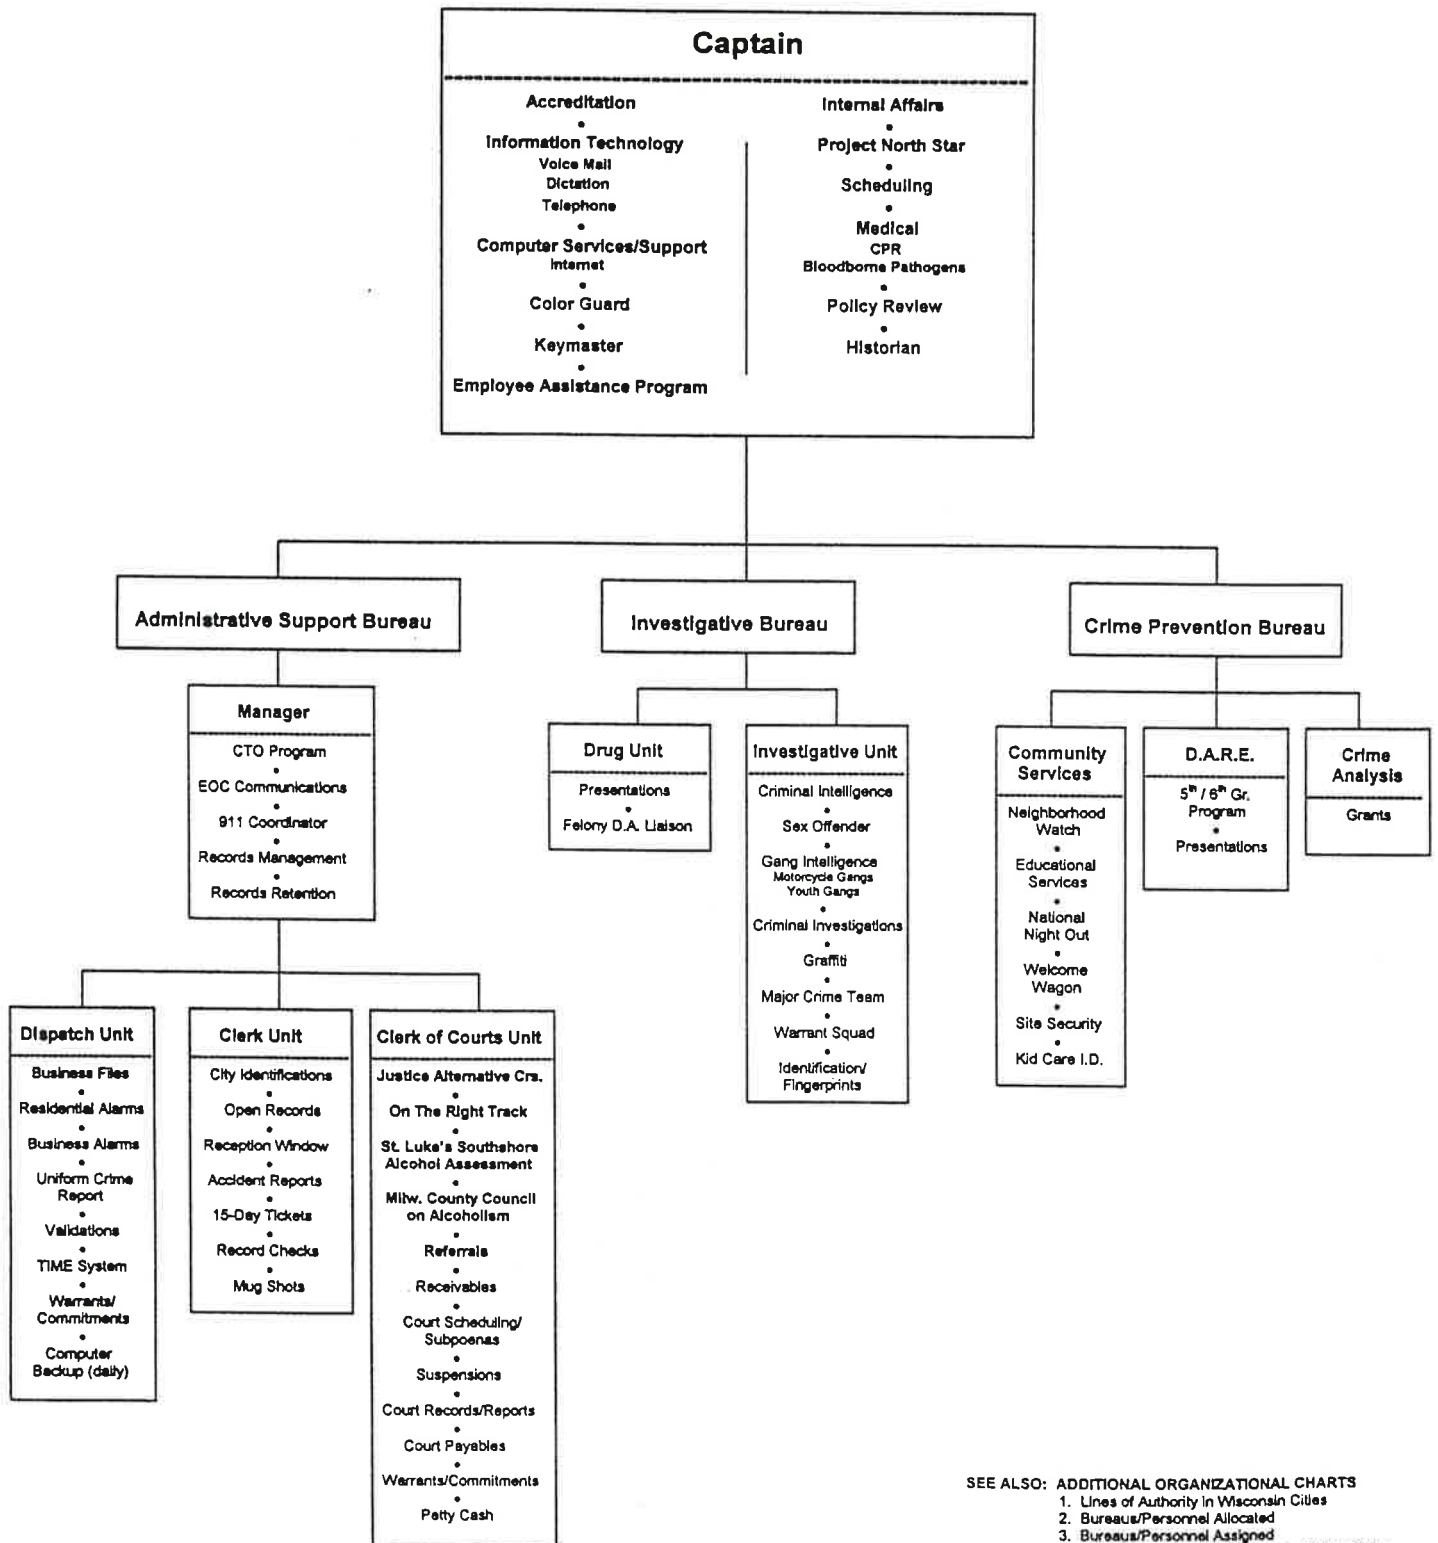 Captain
Accreditation
•
Information Technology
Voice Mail
Dictation
Telephone
•
Computer Services/Support
Internet
•
Color Guard
•
Keymaster
•
Employee Assistance Program
Internal Affairs
•
Project North Star
•
Scheduling
•
Medical
CPR
Bloodborne Pathogens
•
Policy Review
•
Historian
Administrative Support Bureau
Manager
CTO Program
•
EOC Communications
•
911 Coordinator
•
Records Management
•
Records Retention
Dispatch Unit
Business Files
•
Residential Alarms
•
Business Alarms
•
Uniform Crime
Report
•
Validations
•
TIME System
•
Warrants/
Commitments
•
Computer
Backup (daily)
Clerk Unit
City Identifications
•
Open Records
•
Reception Window
•
Accident Reports
•
15-Day Tickets
•
Record Checks
•
Mug Shots
Clerk of Courts Unit
Justice Alternative Crs.
•
On The Right Track
•
St. Luke's Southshore
Alcohol Assessment
•
Milw. County Council
on Alcoholism
•
Referrals
•
Receivables
•
Court Scheduling/
Subpoenas
•
Suspensions
•
Court Records/Reports
•
Court Payables
•
Warrants/Commitments
•
Petty Cash
Investigative Bureau
Drug Unit
Presentations
•
Felony D.A. Liaison
Investigative Unit
Criminal Intelligence
•
Sex Offender
•
Gang Intelligence
Motorcycle Gangs
Youth Gangs
•
Criminal Investigations
•
Graffiti
•
Major Crime Team
•
Warrant Squad
•
Identification/
Fingerprints
Crime Prevention Bureau
Community
Services
Neighborhood
Watch
•
Educational
Services
•
National
Night Out
•
Welcome
Wagon
•
Site Security
•
Kid Care I.D.
D.A.R.E.
5th / 6th Gr.
Program
•
Presentations
Crime
Analysis
Grants
SEE ALSO: ADDITIONAL ORGANIZATIONAL CHARTS
1. Lines of Authority in Wisconsin Cities
2. Bureaus/Personnel Allocated
3. Bureaus/Personnel Assigned